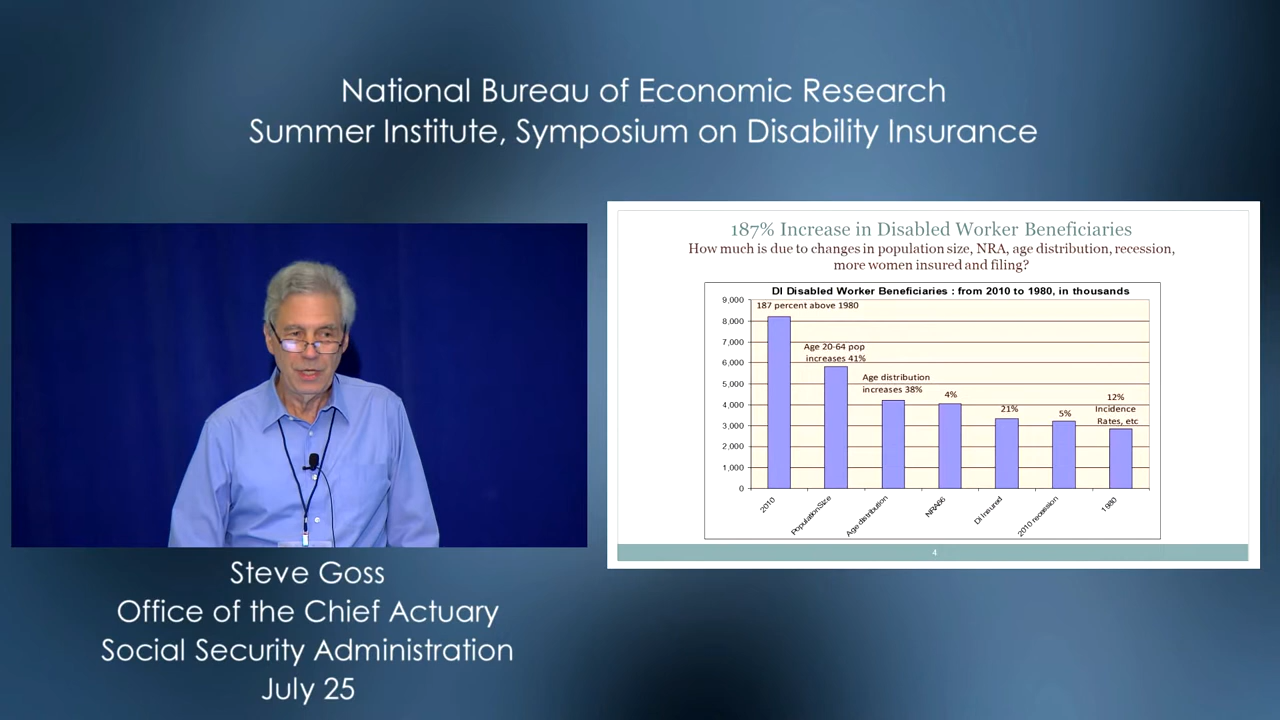 National Bureau of Economic Research
Summer Institute, Symposium on Disability Insurance
187% Increase in Disabled Worker Beneficiaries
How much is due to changes in population size, NRA, age distribution, recession,
more women insured and filing?
DI Disabled Worker Beneficiaries : from 2010 to 1980, in thousands
9,000
8,000
7,000
6,000
5,000
4,000
3,000
2,000
1,000
0
187 percent above 1980
Age 20-64 pop
increases 41%
Age distribution
increases 38%
4%
21%
5%
12%
Incidence
Rates, etc
2010
Population Size
Age distribution
NRA66
DI Insured
2010 recession
1980
4
Steve Goss
Office of the Chief Actuary
Social Security Administration
July 25